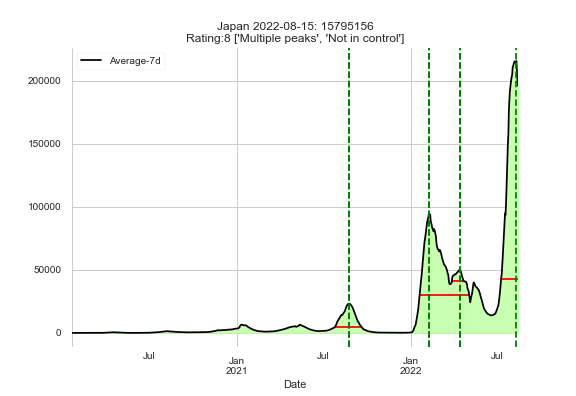 Japan 2022-08-15: 15795156
Rating:8 ['Multiple peaks', 'Not in control']
Average-7d
200000
150000
100000
50000
0
Jul
Jan
2021
Jul
Jan
2022
Jul
Date